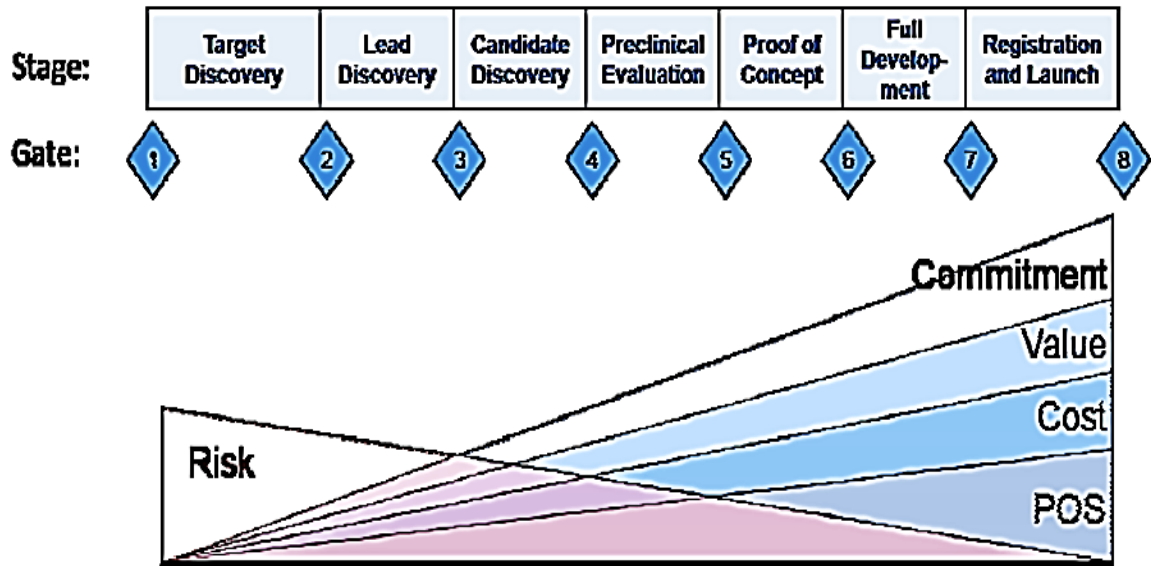 Stage:
Target
Discovery
Lead
Discovery
Candidate
Discovery
Preclinical
Evaluation
Proof of
Concept
Full
Develop-
ment
Registration
and Launch
Gate:
1
2
3
4
5
6
7
8
Commitment
Value
Cost
Risk
POS